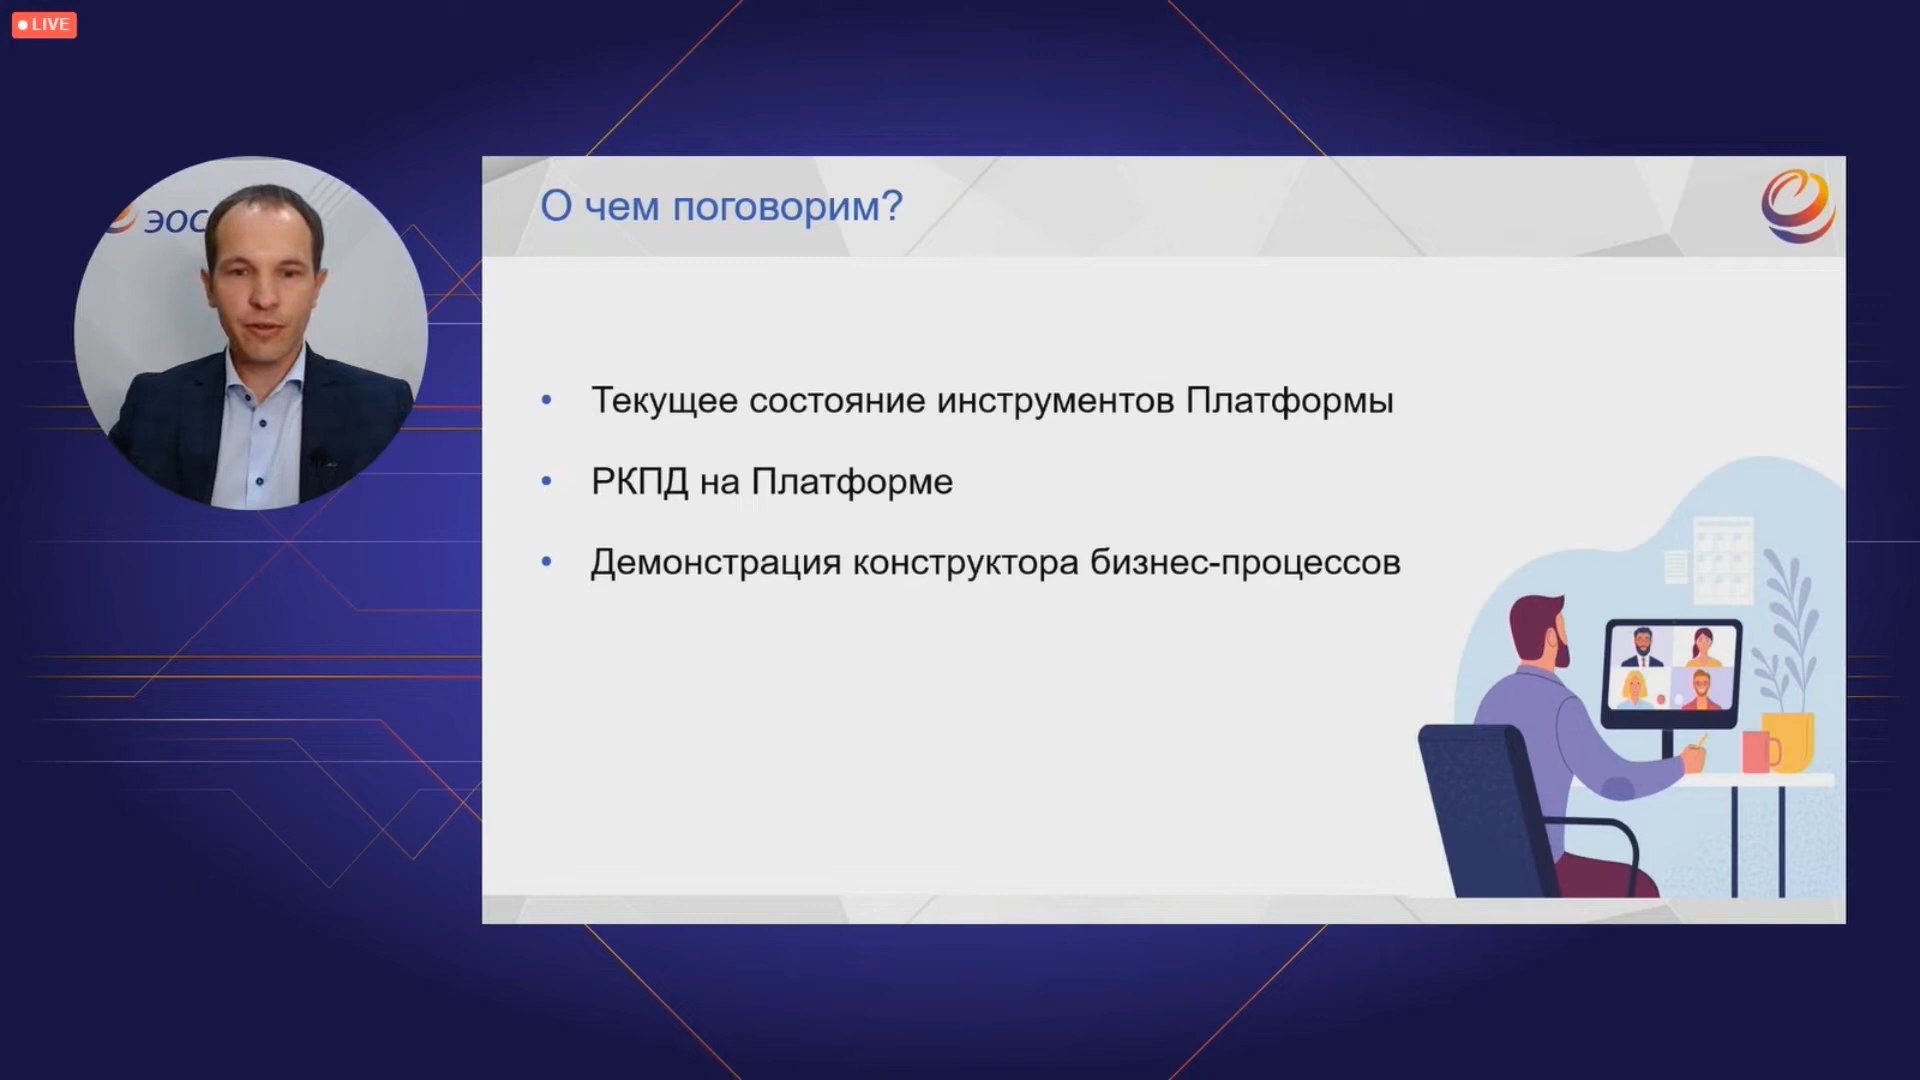 LIVE
ЭОС
О чем поговорим?
• Текущее состояние инструментов Платформы
• РКПД на Платформе
• Демонстрация конструктора бизнес-процессов